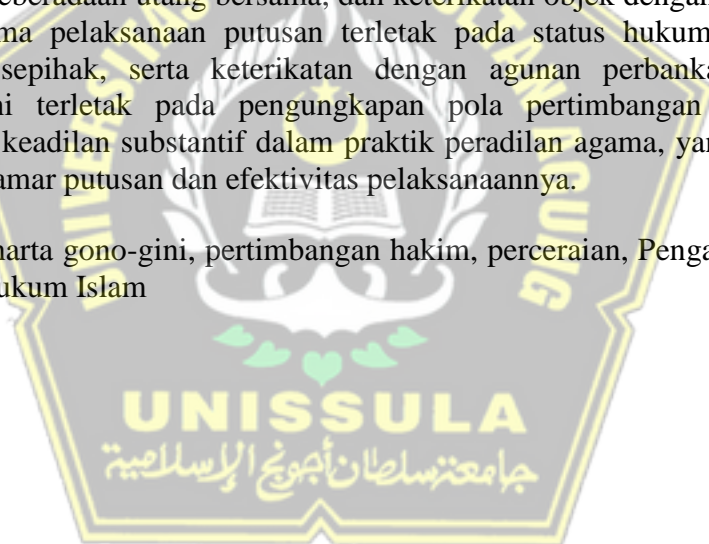 keberadaan utang bersama, dan keterikatan objek dengan
ma pelaksanaan putusan terletak pada status hukum
sepihak, serta keterikatan dengan agunan perbanka
ni terletak pada pengungkapan pola pertimbangan
keadilan substantif dalam praktik peradilan agama, yan
amar putusan dan efektivitas pelaksanaannya.
harta gono-gini, pertimbangan hakim, perceraian, Penga
ukum Islam
UNISSULA
جامعة سلطان أجونج الإسلامية